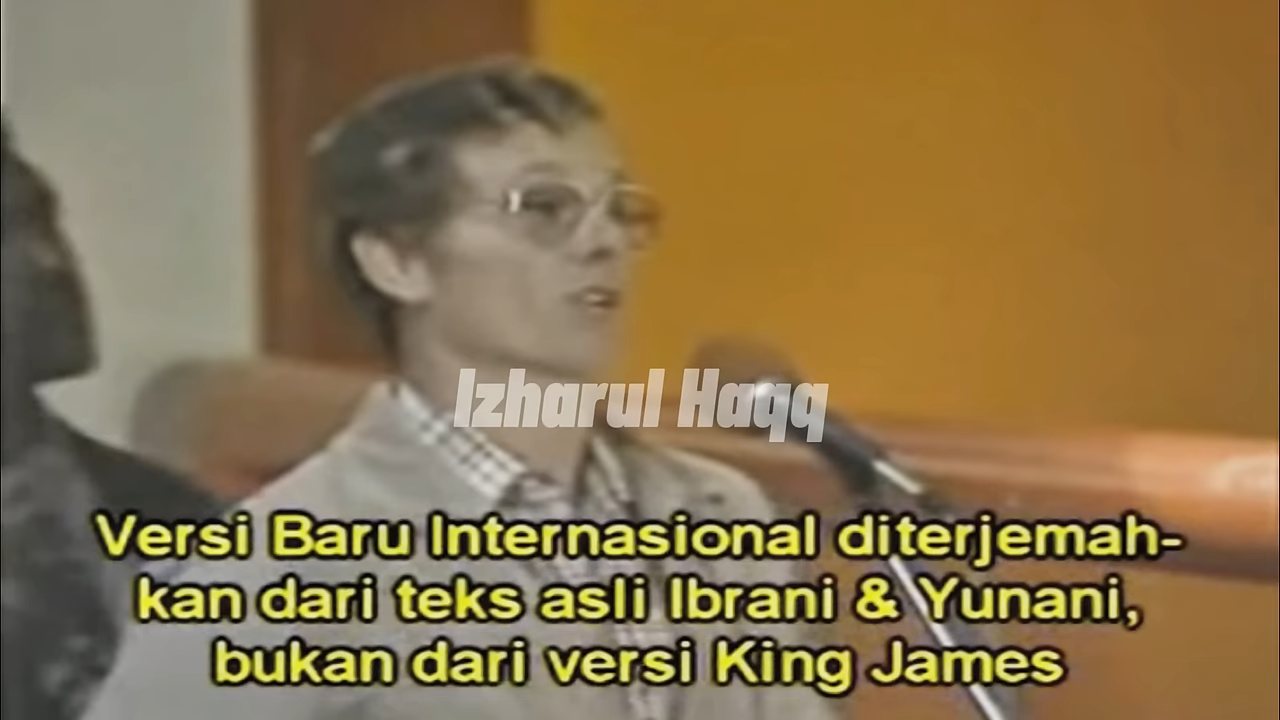 Izharul Haqq
Versi Baru Internasional diterjemah-
kan dari teks asli Ibrani & Yunani,
bukan dari versi King James